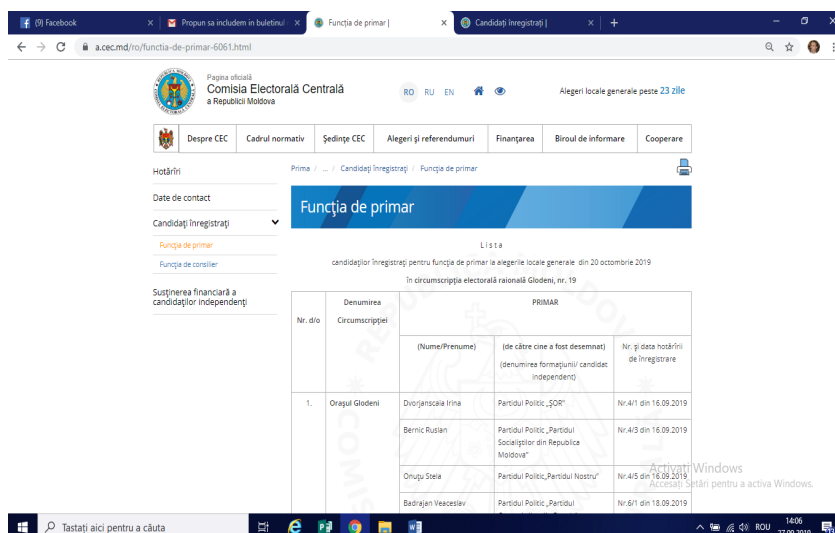 (9) Facebook
Propun sa includem in buletinul
Funcția de primar |
Candidați înregistrați |
a.cec.md/ro/functia-de-primar-6061.html
Pagina oficială
Comisia Electorală Centrală
a Republicii Moldova
RO RU EN
Alegeri locale generale peste 23 zile
Despre CEC
Cadrul normativ
Ședințe CEC
Alegeri și referendumuri
Finanțarea
Biroul de informare
Cooperare
Hotărîri
Date de contact
Candidați înregistrați
Funcția de primar
Funcția de consilier
Susținerea financiară a
candidaților independenți
Prima / ... / Candidați înregistrați / Funcția de primar
Funcția de primar
Lista
candidaților înregistrați pentru funcția de primar la alegerile locale generale din 20 octombrie 2019
în circumscripția electorală raională Glodeni, nr. 19
Nr. d/o
Denumirea
Circumscripției
PRIMAR
(Nume/Prenume)
(de către cine a fost desemnat)
(denumirea formațiunii/ candidat
independent)
Nr. și data hotărîrii
de înregistrare
1.
Orașul Glodeni
Dvorjanscaia Irina
Partidul Politic „ȘOR"
Nr.4/1 din 16.09.2019
Bernic Ruslan
Partidul Politic „Partidul
Socialiștilor din Republica
Moldova"
Nr.4/3 din 16.09.2019
Onuțu Stela
Partidul Politic„Partidul Nostru"
Nr.4/5 din 16.09.2019
Badrajan Veaceslav
Partidul Politic „Partidul
Nr.6/1 din 18.09.2019
Activați Windows
Accesați Setări pentru a activa Windows.
Tastați aici pentru a căuta
ROU
14:06
27.09.2019